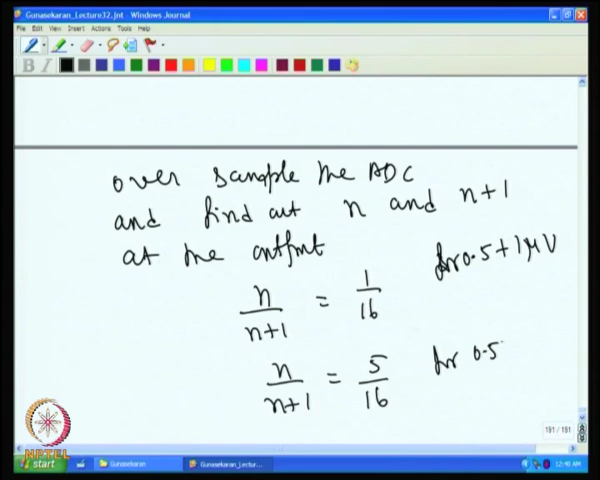 Gunasekaran_Lecture32.jnt - Windows Journal
File Edit View Insert Actions Tools Help
B I
over sample the ADC
and find out n and n+1
at the output
n/n+1 = 1/16 for 0.5+1μV
n/n+1 = 5/16 for 0.5
191 / 191
NPTEL
start Gunasekaran Gunasekaran_Lectur... 12:40 AM